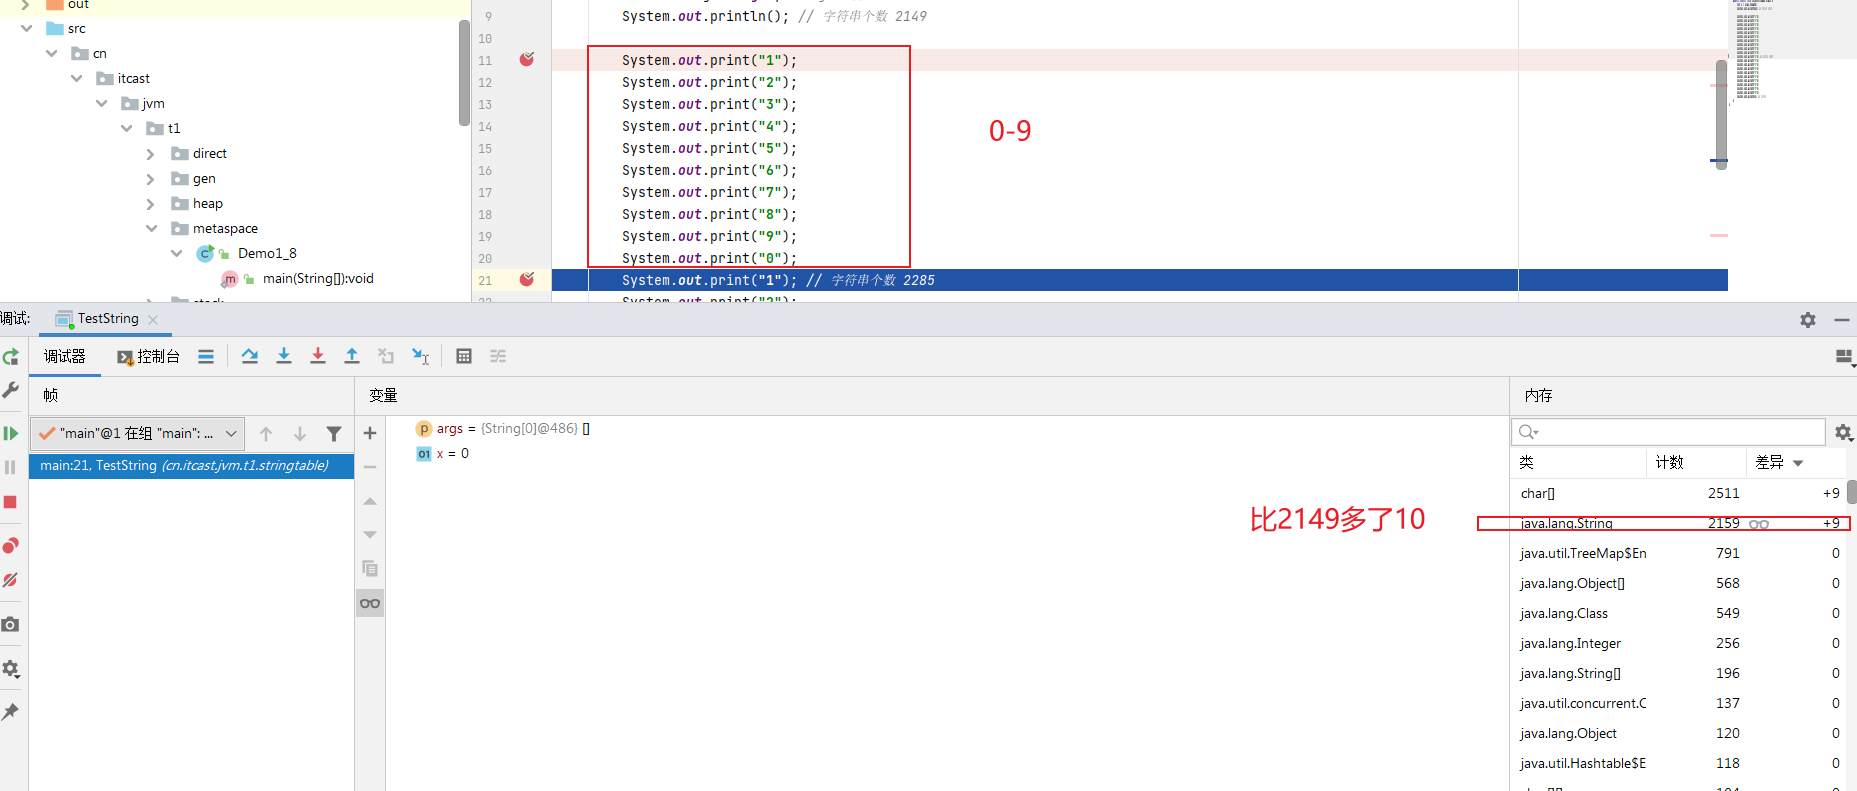 out
src
cn
itcast
jvm
t1
direct
gen
heap
metaspace
Demo1_8
main(String[]):void
9 System.out.println(); // 字符串个数 2149
10
11 System.out.print("1");
12 System.out.print("2");
13 System.out.print("3");
14 System.out.print("4");
15 System.out.print("5");
16 System.out.print("6");
17 System.out.print("7");
18 System.out.print("8");
19 System.out.print("9");
20 System.out.print("0");
21 System.out.print("1"); // 字符串个数 2285
0-9
调试: TestString
调试器 控制台
帧 变量 内存
"main"@1 在组 "main": ...
main:21, TestString (cn.itcast.jvm.t1.stringtable)
p args = {String[0]@486} []
01 x = 0
比2149多了10
类 计数 差异
char[] 2511 +9
java.lang.String 2159 +9
java.util.TreeMap$En 791 0
java.lang.Object[] 568 0
java.lang.Class 549 0
java.lang.Integer 256 0
java.lang.String[] 196 0
java.util.concurrent.C 137 0
java.lang.Object 120 0
java.util.Hashtable$E 118 0